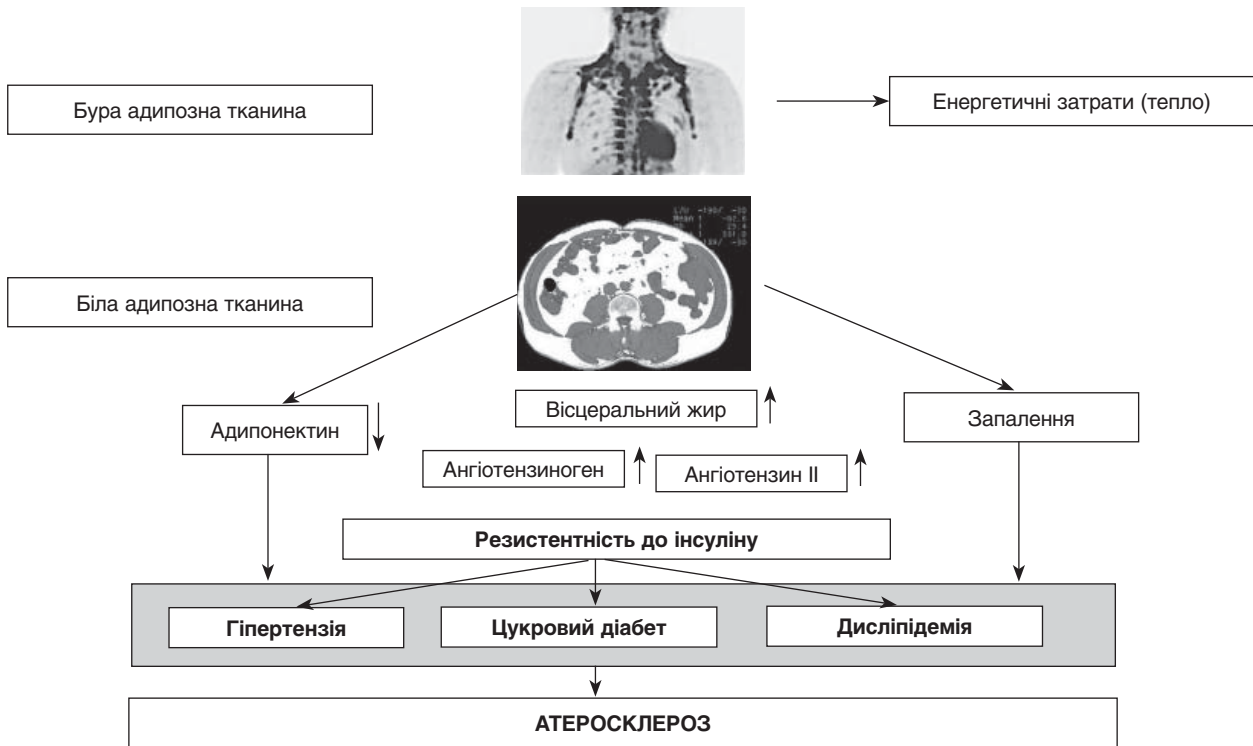 Бура адипозна тканина
Енергетичні затрати (тепло)
Біла адипозна тканина
Вісцеральний жир
Адипонектин
Запалення
Ангіотензиноген
Ангіотензин II
Резистентність до інсуліну
Гіпертензія
Цукровий діабет
Дисліпідемія
АТЕРОСКЛЕРОЗ